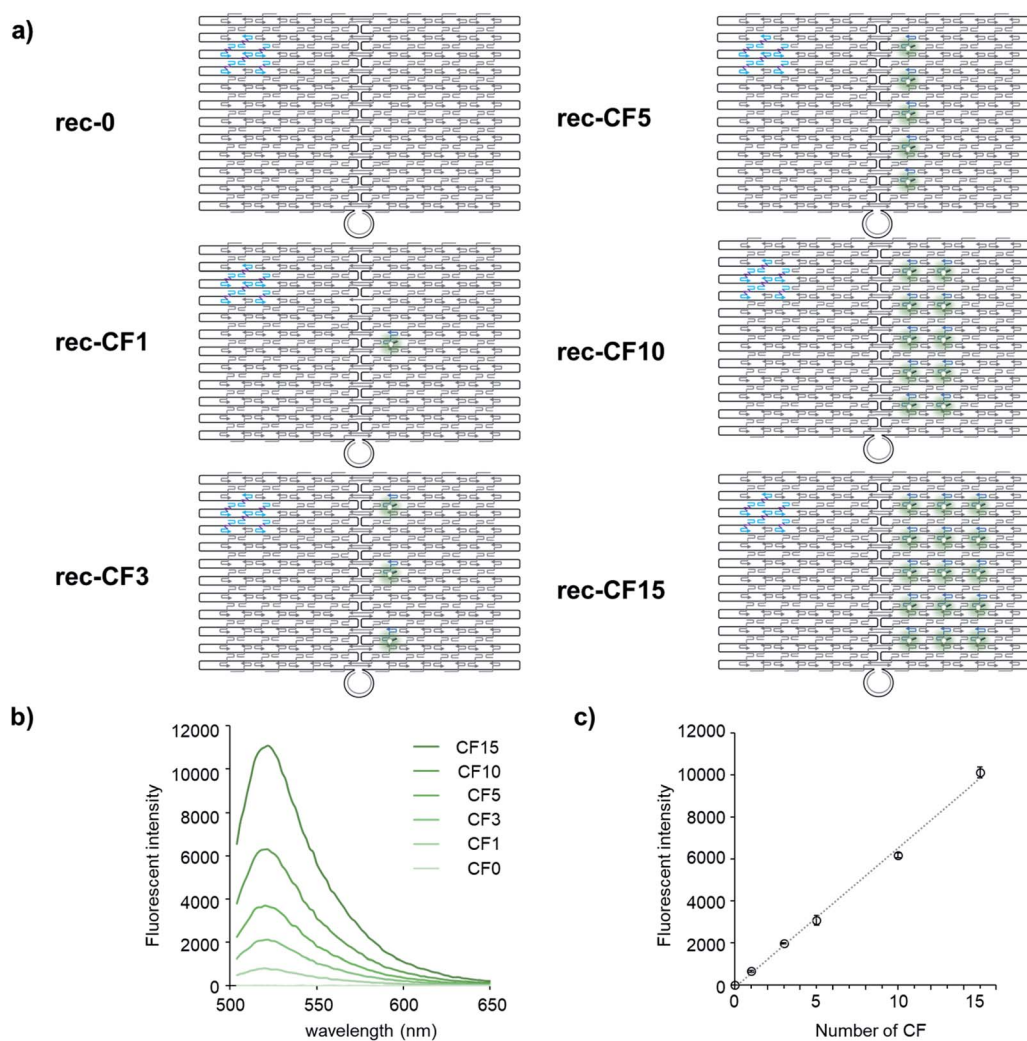 a)
rec-0
rec-CF5
rec-CF1
rec-CF10
rec-CF3
rec-CF15
b)
12000
10000
8000
6000
4000
2000
0
Fluorescent intensity
500
550
600
650
wavelength (nm)
CF15
CF10
CF5
CF3
CF1
CF0
c)
12000
10000
8000
6000
4000
2000
0
Fluorescent intensity
0
5
10
15
Number of CF